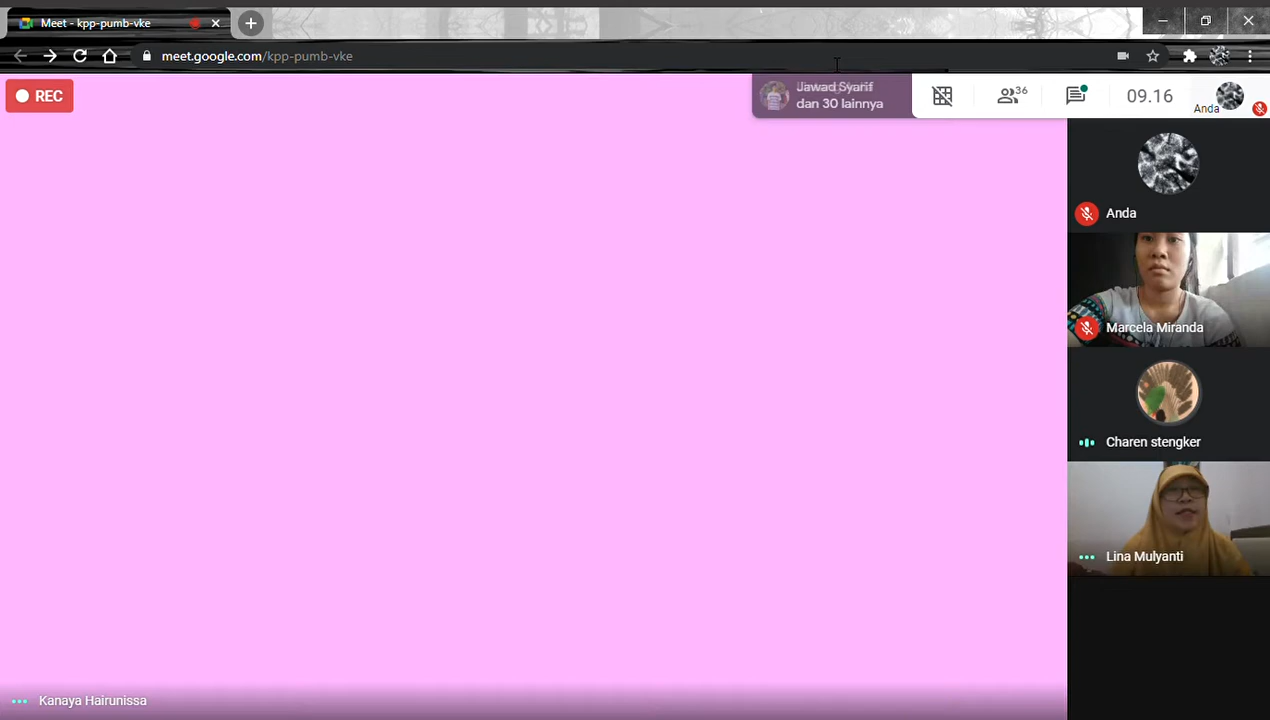 Meet - kpp-pumb-vke
meet.google.com/kpp-pumb-vke
REC
Jawad Syarif
dan 30 lainnya
36
09.16
Anda
Anda
Marcela Miranda
Charen stengker
Lina Mulyanti
Kanaya Hairunissa